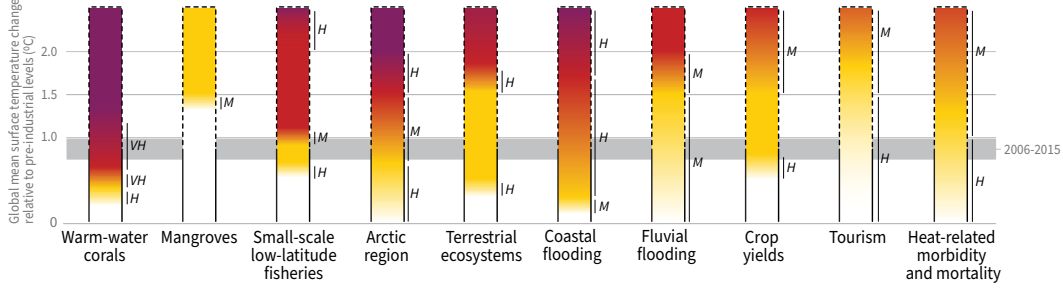 Global mean surface temperature change
relative to pre-industrial levels (ºC)
2.0
1.5
1.0
0
H
M
H
H
M
M
H
H
M
H
M
H
M
VH
VH
H
M
H
H
H
M
H
M
H
H
2006-2015
Warm-water
corals
Mangroves
Small-scale
low-latitude
fisheries
Arctic
region
Terrestrial
ecosystems
Coastal
flooding
Fluvial
flooding
Crop
yields
Tourism
Heat-related
morbidity
and mortality